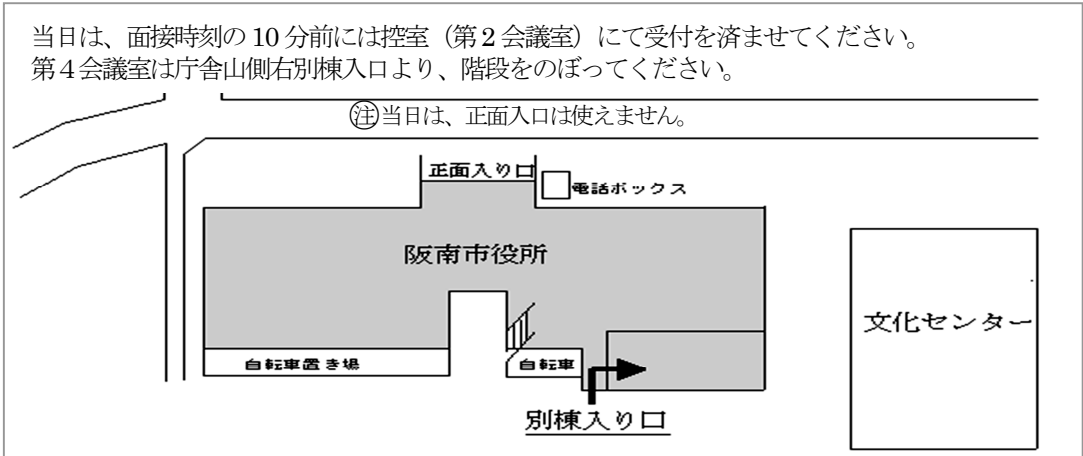 当日は、面接時刻の10分前には控室（第2会議室）にて受付を済ませてください。
第4会議室は庁舎山側右別棟入口より、階段をのぼってください。
㊟当日は、正面入口は使えません。
正面入り口
電話ボックス
阪南市役所
文化センター
自転車置き場
自転車
別棟入り口